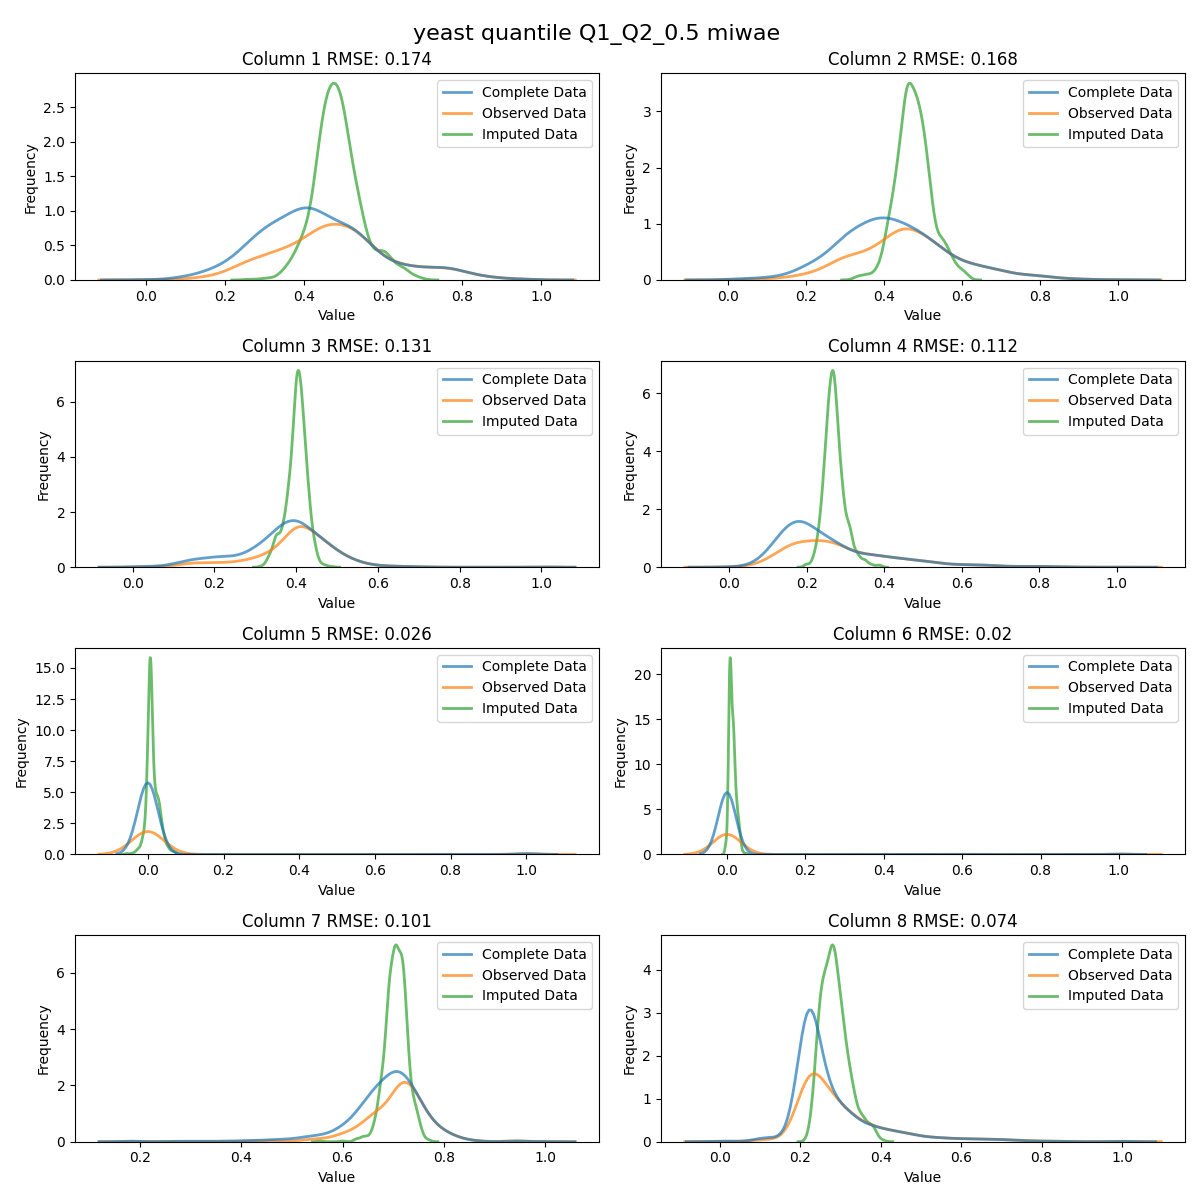 yeast quantile Q1_Q2_0.5 miwae
Column 1 RMSE: 0.174
Complete Data
Observed Data
Imputed Data
Frequency
2.5
2.0
1.5
1.0
0.5
0.0
0.0 0.2 0.4 0.6 0.8 1.0
Value
Column 2 RMSE: 0.168
Complete Data
Observed Data
Imputed Data
Frequency
3
2
1
0
0.0 0.2 0.4 0.6 0.8 1.0
Value
Column 3 RMSE: 0.131
Complete Data
Observed Data
Imputed Data
Frequency
6
4
2
0
0.0 0.2 0.4 0.6 0.8 1.0
Value
Column 4 RMSE: 0.112
Complete Data
Observed Data
Imputed Data
Frequency
6
4
2
0
0.0 0.2 0.4 0.6 0.8 1.0
Value
Column 5 RMSE: 0.026
Complete Data
Observed Data
Imputed Data
Frequency
15.0
12.5
10.0
7.5
5.0
2.5
0.0
0.0 0.2 0.4 0.6 0.8 1.0
Value
Column 6 RMSE: 0.02
Complete Data
Observed Data
Imputed Data
Frequency
20
15
10
5
0
0.0 0.2 0.4 0.6 0.8 1.0
Value
Column 7 RMSE: 0.101
Complete Data
Observed Data
Imputed Data
Frequency
6
4
2
0
0.2 0.4 0.6 0.8 1.0
Value
Column 8 RMSE: 0.074
Complete Data
Observed Data
Imputed Data
Frequency
4
3
2
1
0
0.0 0.2 0.4 0.6 0.8 1.0
Value